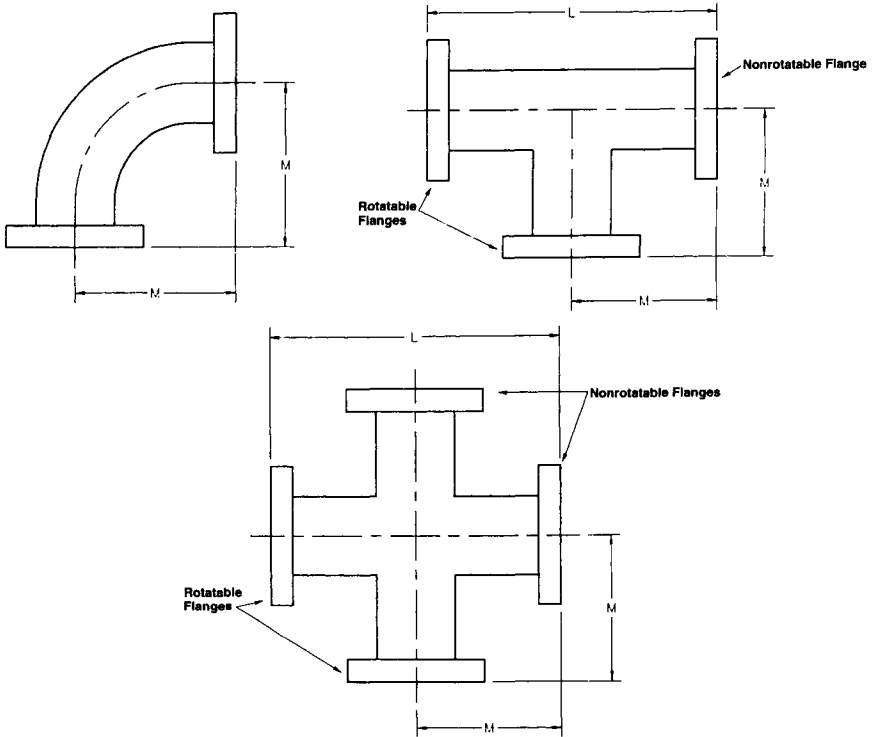 L
Nonrotatable Flange
M
M
Rotatable
Flanges
M
M
L
Nonrotatable Flanges
Rotatable
Flanges
M
M